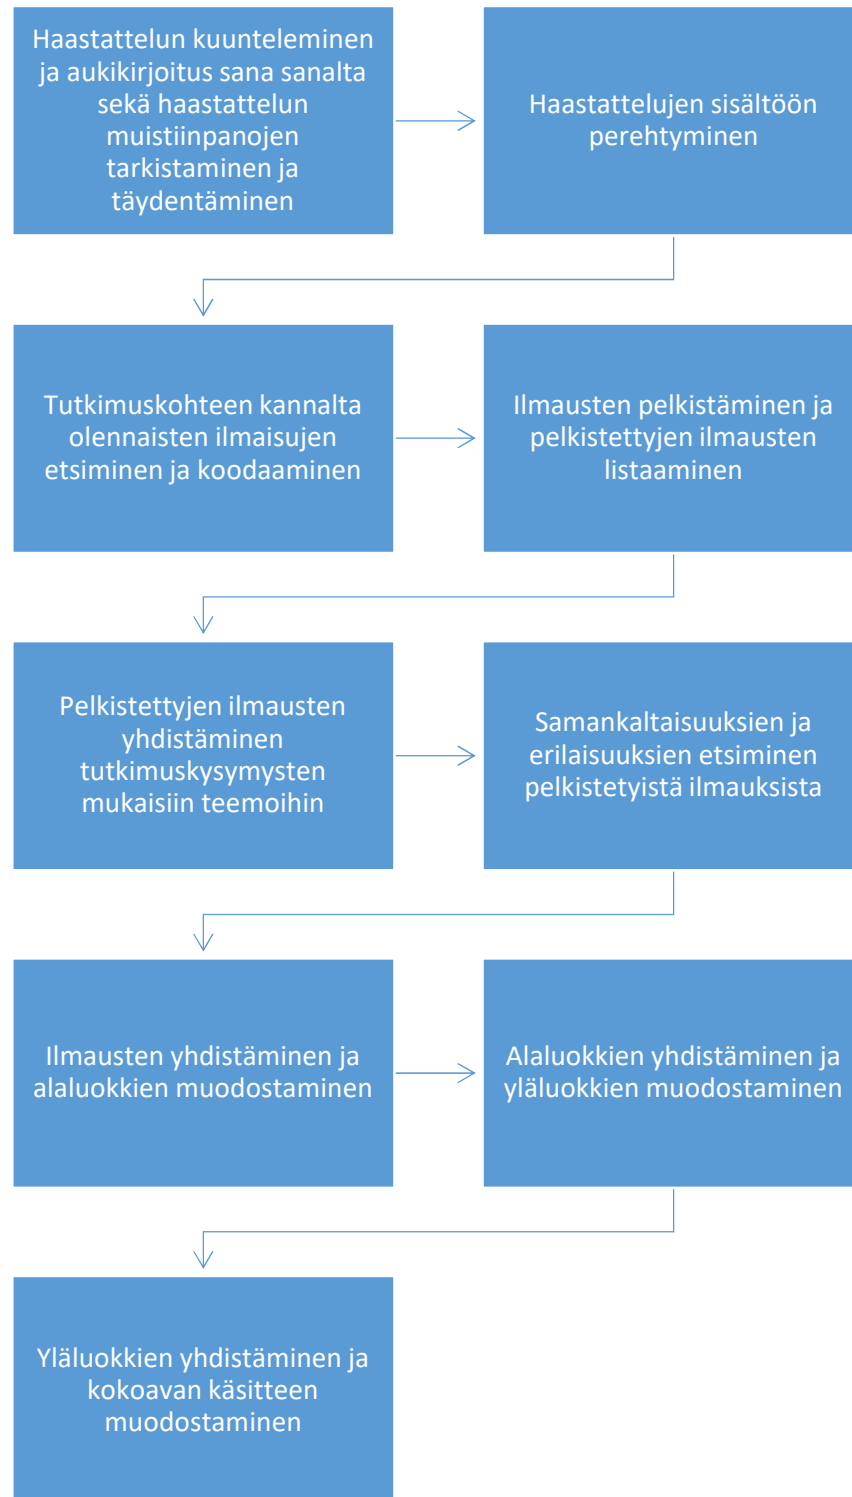 Haastattelun kuunteleminen
ja aukikirjoitus sana sanalta
sekä haastattelun
muistiinpanojen
tarkistaminen ja
täydentäminen
Haastattelujen sisältöön
perehtyminen
Tutkimuskohteen kannalta
olennaisten ilmaisujen
etsiminen ja koodaaminen
Ilmausten pelkistäminen ja
pelkistettyjen ilmausten
listaaminen
Pelkistettyjen ilmausten
yhdistäminen
tutkimuskysymysten
mukaisiin teemoihin
Samankaltaisuuksien ja
erilaisuuksien etsiminen
pelkistetyistä ilmauksista
Ilmausten yhdistäminen ja
alaluokkien muodostaminen
Alaluokkien yhdistäminen ja
yläluokkien muodostaminen
Yläluokkien yhdistäminen ja
kokoavan käsitteen
muodostaminen